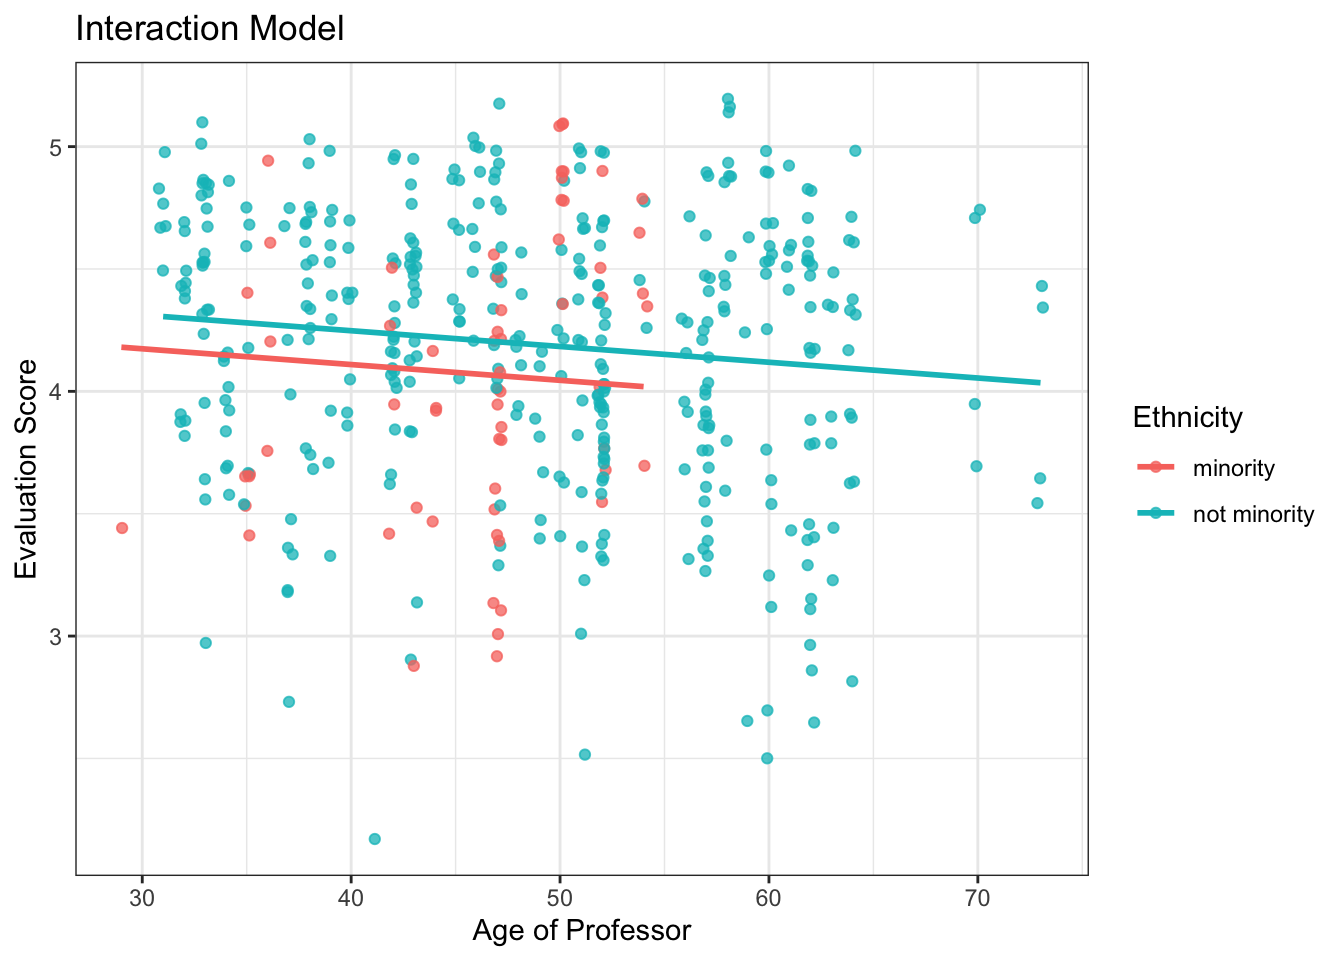 Interaction Model
5
4
3
Evaluation Score
30 40 50 60 70
Age of Professor
Ethnicity
minority
not minority